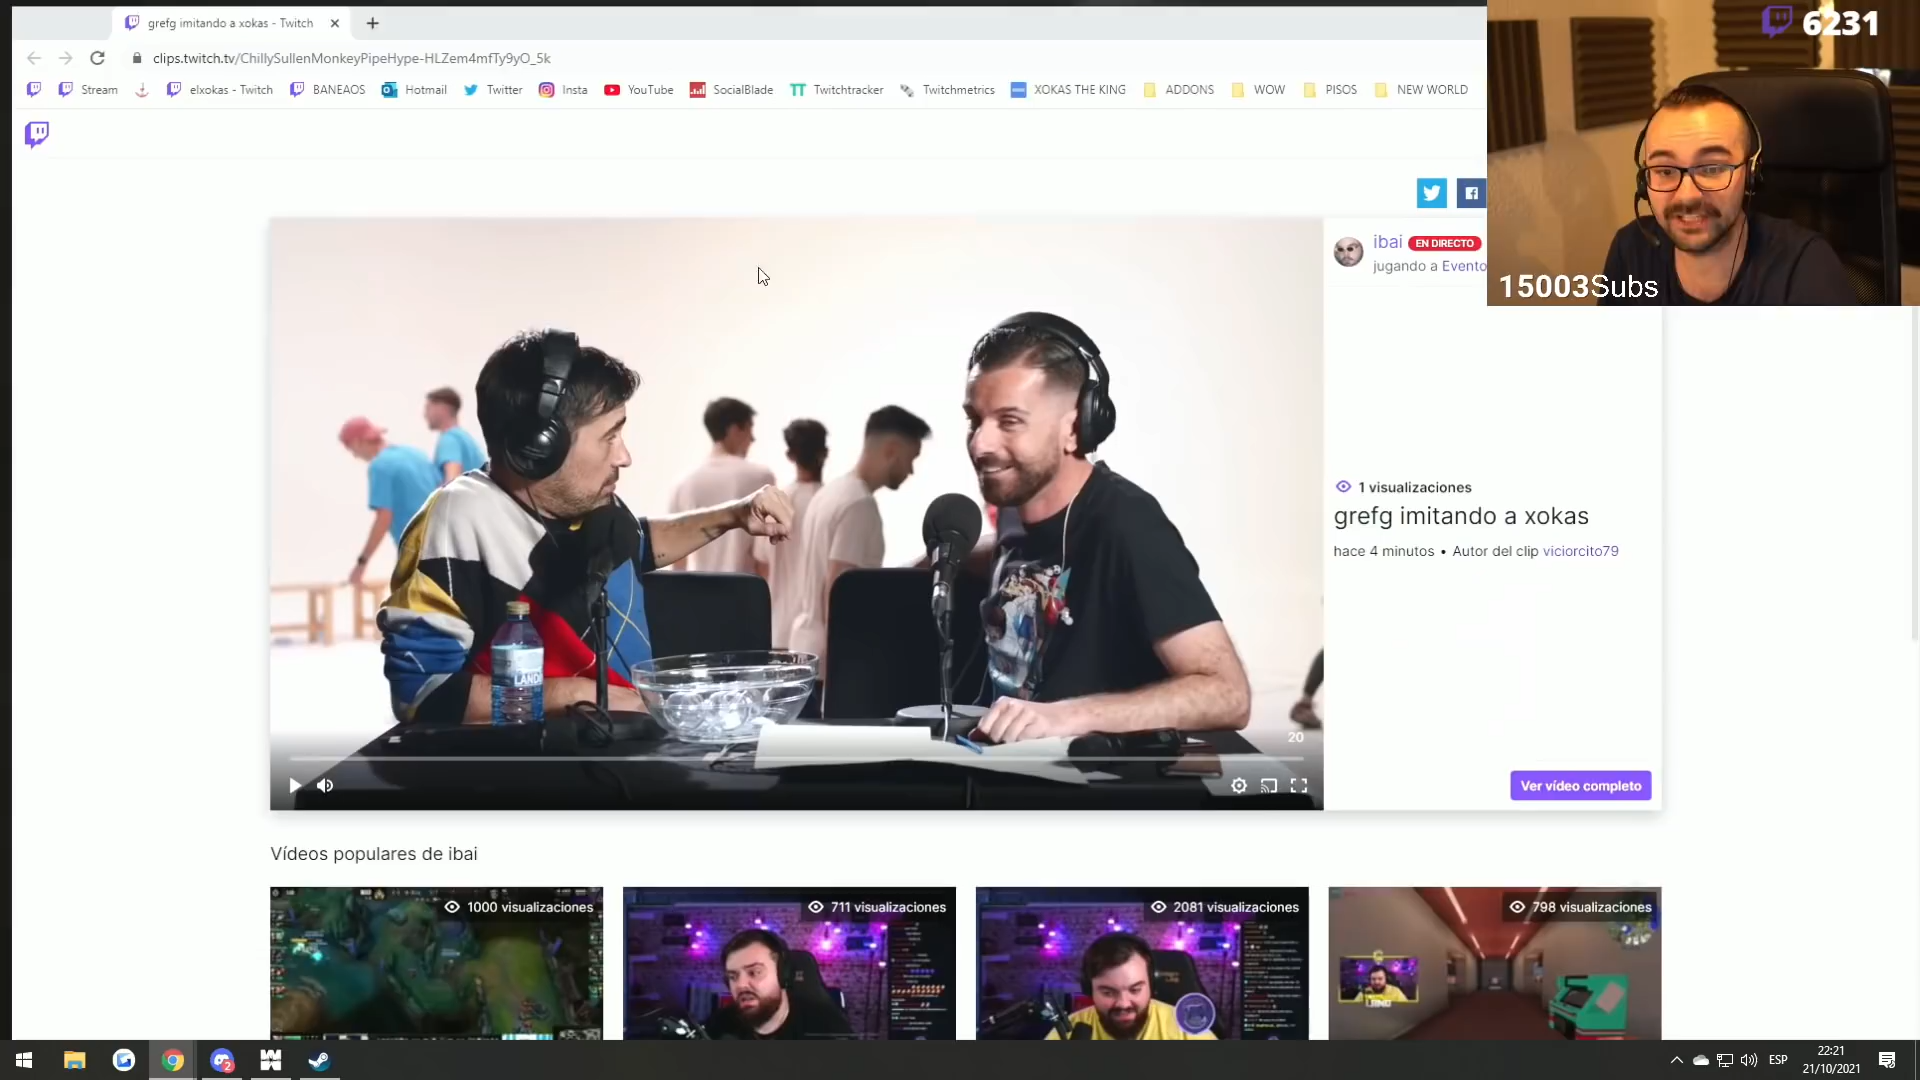 grefg imitando a xokas - Twitch
6231
clips.twitch.tv/ChillySullenMonkeyPipeHype-HLZem4mfTy9yO_5k
Stream
elxokas - Twitch
BANEAOS
Hotmail
Twitter
Insta
YouTube
SocialBlade
Twitchtracker
Twitchmetrics
XOKAS THE KING
ADDONS
WOW
PISOS
NEW WORLD
ibai EN DIRECTO
jugando a Evento
15003Subs
1 visualizaciones
grefg imitando a xokas
hace 4 minutos • Autor del clip viciorcito79
LAN
20
Ver vídeo completo
Vídeos populares de ibai
1000 visualizaciones
711 visualizaciones
2081 visualizaciones
798 visualizaciones
2
ESP
22:21
21/10/2021